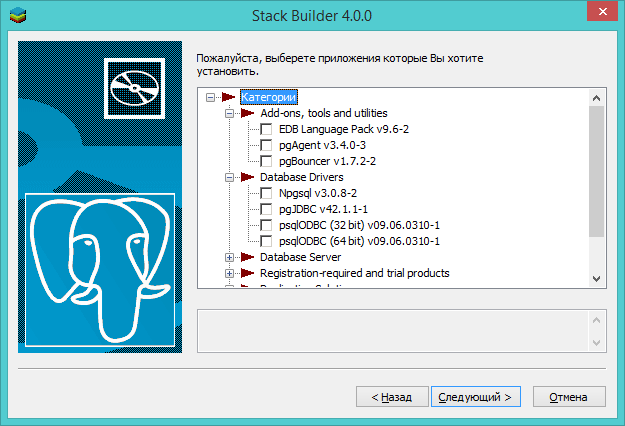 Stack Builder 4.0.0
Пожалуйста, выберете приложения которые Вы хотите
установить.
Категории
Add-ons, tools and utilities
EDB Language Pack v9.6-2
pgAgent v3.4.0-3
pgBouncer v1.7.2-2
Database Drivers
Npgsql v3.0.8-2
pgJDBC v42.1.1-1
psqlODBC (32 bit) v09.06.0310-1
psqlODBC (64 bit) v09.06.0310-1
Database Server
Registration-required and trial products
< Назад
Следующий >
Отмена